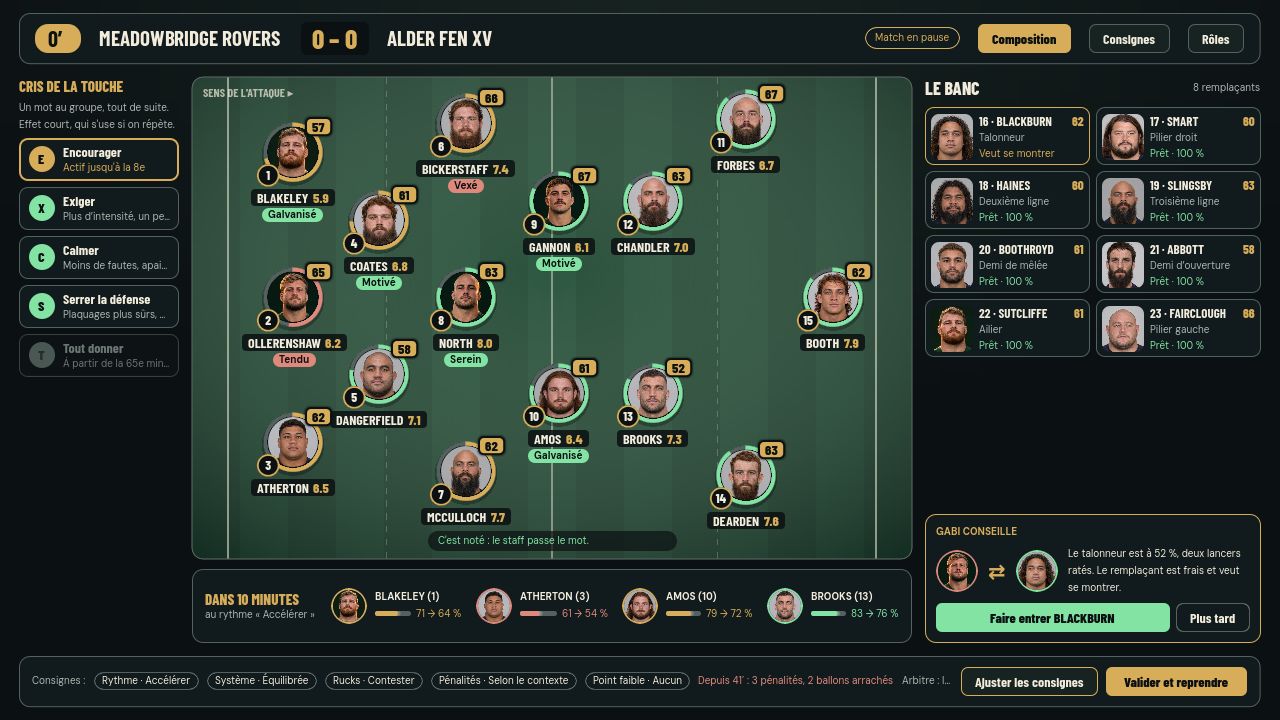 0’
MEADOWBRIDGE ROVERS
0 – 0
ALDER FEN XV
Match en pause
Composition
Consignes
Rôles
CRIS DE LA TOUCHE
Un mot au groupe, tout de suite.
Effet court, qui s'use si on répète.
E
Encourager
Actif jusqu'à la 8e
X
Exiger
Plus d'intensité, un pe...
C
Calmer
Moins de fautes, apai...
S
Serrer la défense
Plaquages plus sûrs, ...
T
Tout donner
À partir de la 65e min...
SENS DE L'ATTAQUE ▸
57
1
BLAKELEY 5.9
Galvanisé
66
6
BICKERSTAFF 7.4
Vexé
67
11
FORBES 6.7
61
4
COATES 6.8
Motivé
67
9
GANNON 6.1
Motivé
63
12
CHANDLER 7.0
65
2
OLLERENSHAW 6.2
Tendu
63
8
NORTH 8.0
Serein
62
15
BOOTH 7.9
58
5
DANGERFIELD 7.1
61
10
AMOS 6.4
Galvanisé
52
13
BROOKS 7.3
62
3
ATHERTON 6.5
62
7
MCCULLOCH 7.7
63
14
DEARDEN 7.6
C'est noté : le staff passe le mot.
DANS 10 MINUTES
au rythme « Accélérer »
BLAKELEY (1)
71 → 64 %
ATHERTON (3)
61 → 54 %
AMOS (10)
79 → 72 %
BROOKS (13)
83 → 76 %
LE BANC
8 remplaçants
16 · BLACKBURN 62
Talonneur
Veut se montrer
17 · SMART 60
Pilier droit
Prêt · 100 %
18 · HAINES 60
Deuxième ligne
Prêt · 100 %
19 · SLINGSBY 63
Troisième ligne
Prêt · 100 %
20 · BOOTHROYD 61
Demi de mêlée
Prêt · 100 %
21 · ABBOTT 58
Demi d'ouverture
Prêt · 100 %
22 · SUTCLIFFE 61
Ailier
Prêt · 100 %
23 · FAIRCLOUGH 66
Pilier gauche
Prêt · 100 %
GABI CONSEILLE
⇄
Le talonneur est à 52 %, deux lancers
ratés. Le remplaçant est frais et veut
se montrer.
Faire entrer BLACKBURN
Plus tard
Consignes :
Rythme · Accélérer
Système · Équilibrée
Rucks · Contester
Pénalités · Selon le contexte
Point faible · Aucun
Depuis 41' : 3 pénalités, 2 ballons arrachés
Arbitre : l...
Ajuster les consignes
Valider et reprendre